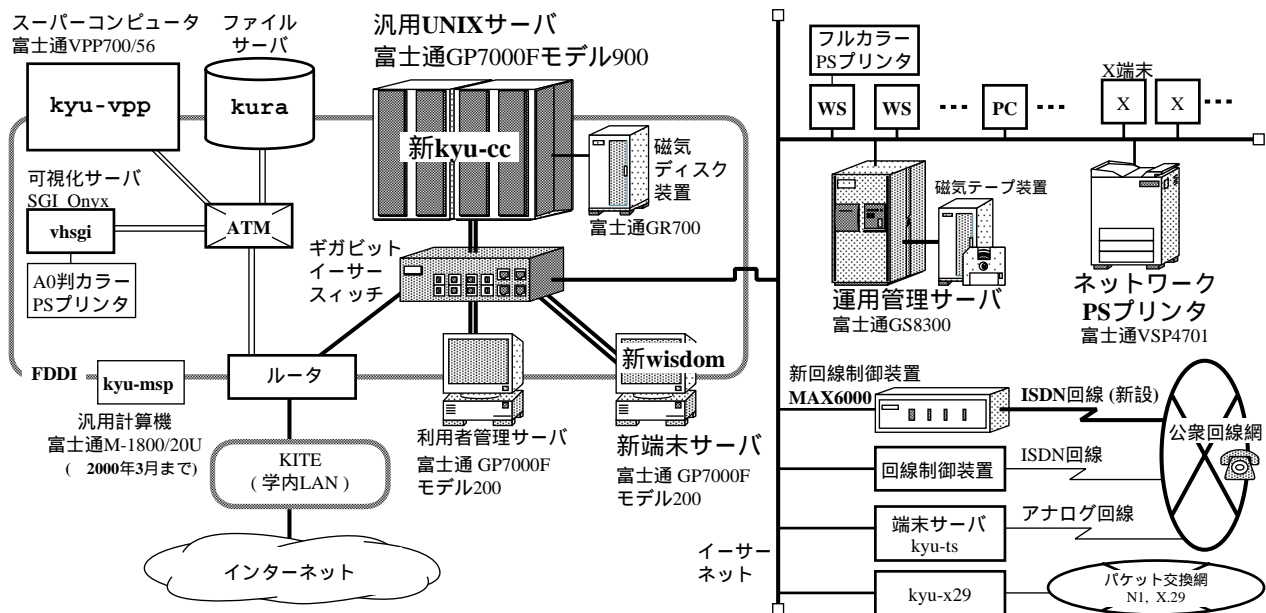 スーパーコンピュータ
富士通VPP700/56
kyu-vpp
ファイル
サーバ
kura
汎用UNIXサーバ
富士通GP7000Fモデル900
新kyu-cc
磁気
ディスク
装置
富士通GR700
可視化サーバ
SGI Onyx
vhsgi
A0判カラー
PSプリンタ
ATM
ギガビット
イーサー
スィッチ
FDDI
kyu-msp
汎用計算機
富士通M-1800/20U
( 2000年3月まで)
ルータ
KITE
( 学内LAN )
インターネット
利用者管理サーバ
富士通 GP7000F
モデル200
新wisdom
新端末サーバ
富士通 GP7000F
モデル200
フルカラー
PSプリンタ
WS
WS
PC
X端末
X
X
磁気テープ装置
運用管理サーバ
富士通GS8300
ネットワーク
PSプリンタ
富士通VSP4701
新回線制御装置
MAX6000
ISDN回線 (新設)
公衆回線網
回線制御装置
ISDN回線
端末サーバ
kyu-ts
アナログ回線
イーサー
ネット
kyu-x29
パケット交換網
N1, X.29